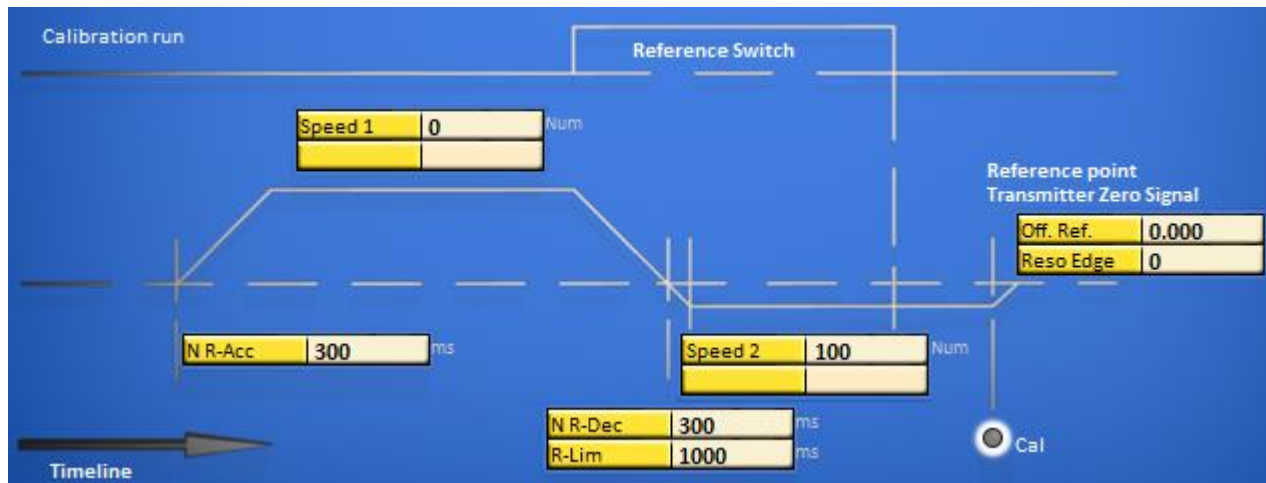 Calibration run
Reference Switch
Speed 1 0 Num
Reference point
Transmitter Zero Signal
Off. Ref. 0.000
Reso Edge 0
N R-Acc 300 ms
Speed 2 100 Num
N R-Dec 300 ms
R-Lim 1000 ms
Cal
Timeline